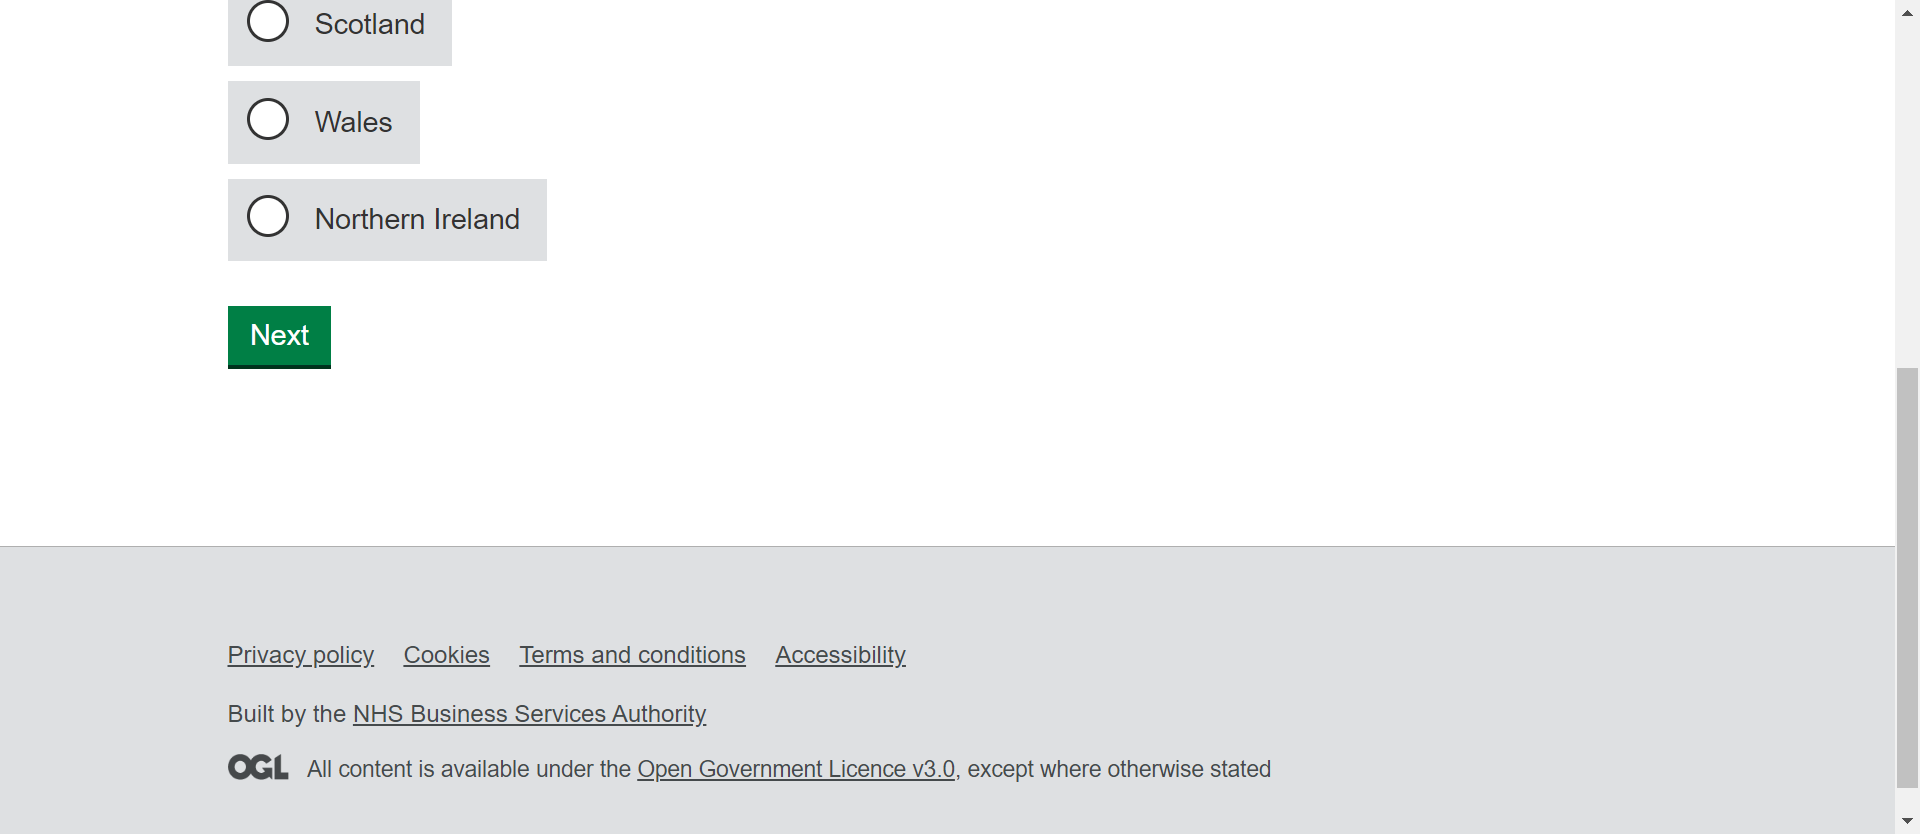 Scotland
Wales
Northern Ireland
Next
Privacy policy Cookies Terms and conditions Accessibility
Built by the NHS Business Services Authority
OGL All content is available under the Open Government Licence v3.0, except where otherwise stated